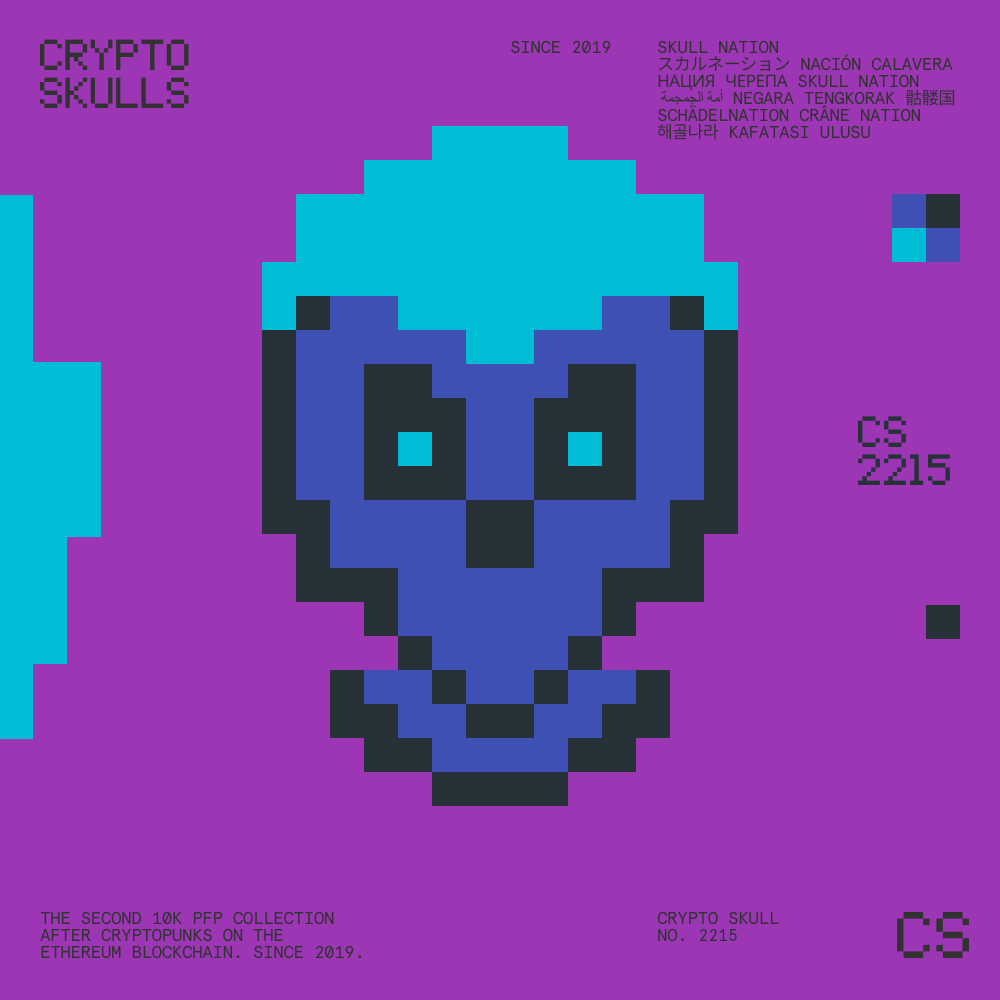 CRYPTO
SKULLS
SINCE 2019
SKULL NATION
スカルネーション NACIÓN CALAVERA
НАЦИЯ ЧЕРЕПА SKULL NATION
أمة الجمجمة NEGARA TENGKORAK 骷髅国
SCHÄDELNATION CRÂNE NATION
해골나라 KAFATASI ULUSU
CS
2215
THE SECOND 10K PFP COLLECTION
AFTER CRYPTOPUNKS ON THE
ETHEREUM BLOCKCHAIN. SINCE 2019.
CRYPTO SKULL
NO. 2215
CS